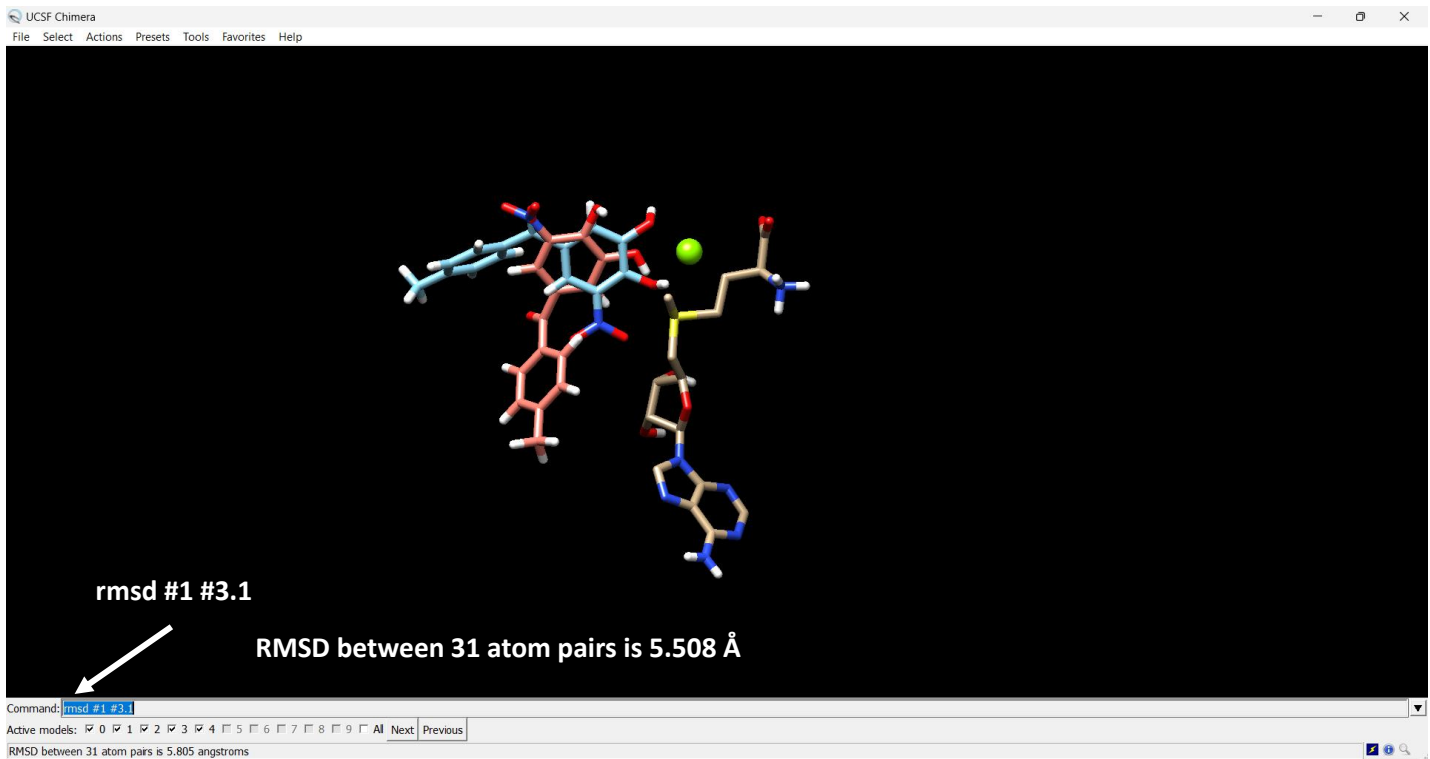 UCSF Chimera
File Select Actions Presets Tools Favorites Help
rmsd #1 #3.1
RMSD between 31 atom pairs is 5.508 Å
Command: rmsd #1 #3.1
Active models: 0 1 2 3 4 5 6 7 8 9 All Next Previous
RMSD between 31 atom pairs is 5.805 angstroms